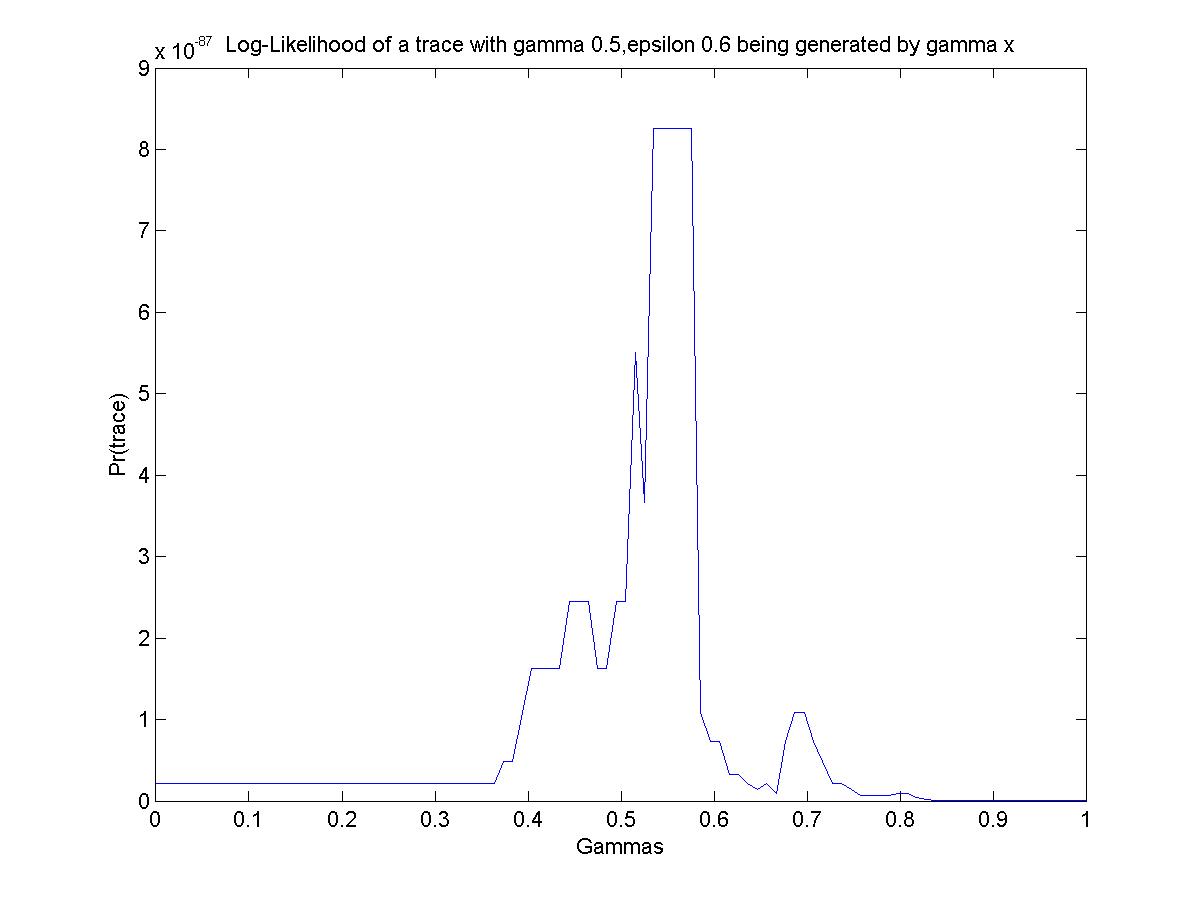 x 10^-87 Log-Likelihood of a trace with gamma 0.5,epsilon 0.6 being generated by gamma x
9
8
7
6
5
4
3
2
1
0
Pr(trace)
0 0.1 0.2 0.3 0.4 0.5 0.6 0.7 0.8 0.9 1
Gammas